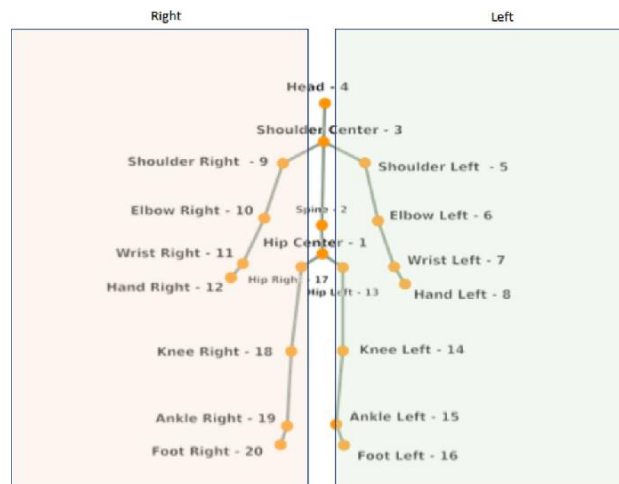 Right
Left
Head - 4
Shoulder Center - 3
Shoulder Right - 9
Shoulder Left - 5
Elbow Right - 10
Spine - 2
Elbow Left - 6
Hip Center - 1
Wrist Right - 11
Wrist Left - 7
Hand Right - 12
Hip Right - 17
Hip Left - 13
Hand Left - 8
Knee Right - 18
Knee Left - 14
Ankle Right - 19
Ankle Left - 15
Foot Right - 20
Foot Left - 16